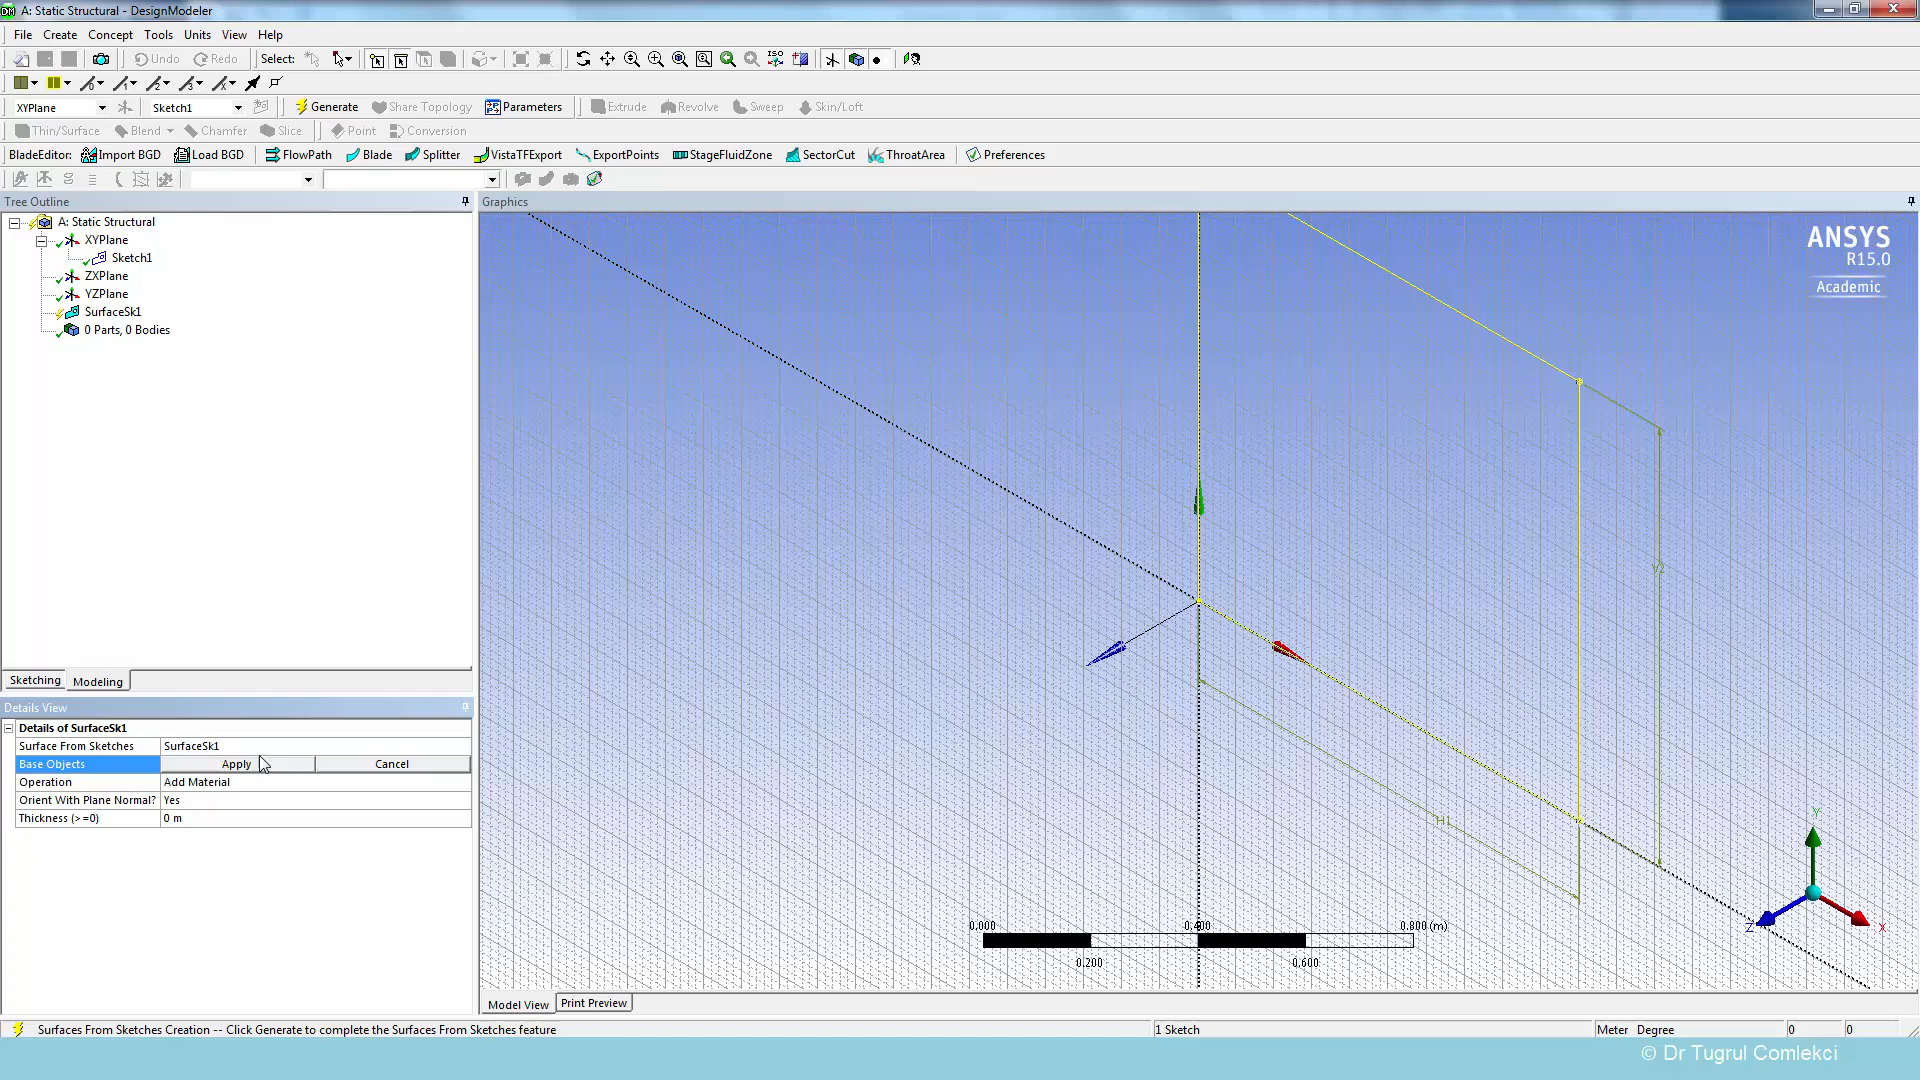 A: Static Structural - DesignModeler
File Create Concept Tools Units View Help
Undo Redo Select:
XYPlane Sketch1 Generate Share Topology Parameters Extrude Revolve Sweep Skin/Loft
Thin/Surface Blend Chamfer Slice Point Conversion
BladeEditor: Import BGD Load BGD FlowPath Blade Splitter VistaTFExport ExportPoints StageFluidZone SectorCut ThroatArea Preferences
Tree Outline
A: Static Structural
XYPlane
Sketch1
ZXPlane
YZPlane
SurfaceSk1
0 Parts, 0 Bodies
Sketching Modeling
Details View
Details of SurfaceSk1
Surface From Sketches SurfaceSk1
Base Objects Apply Cancel
Operation Add Material
Orient With Plane Normal? Yes
Thickness (>=0) 0 m
Graphics
ANSYS
R15.0
Academic
V2
H1
0.000 0.400 0.800 (m)
0.200 0.600
Y
Z X
Model View Print Preview
Surfaces From Sketches Creation -- Click Generate to complete the Surfaces From Sketches feature 1 Sketch Meter Degree 0 0
© Dr Tugrul Comlekci